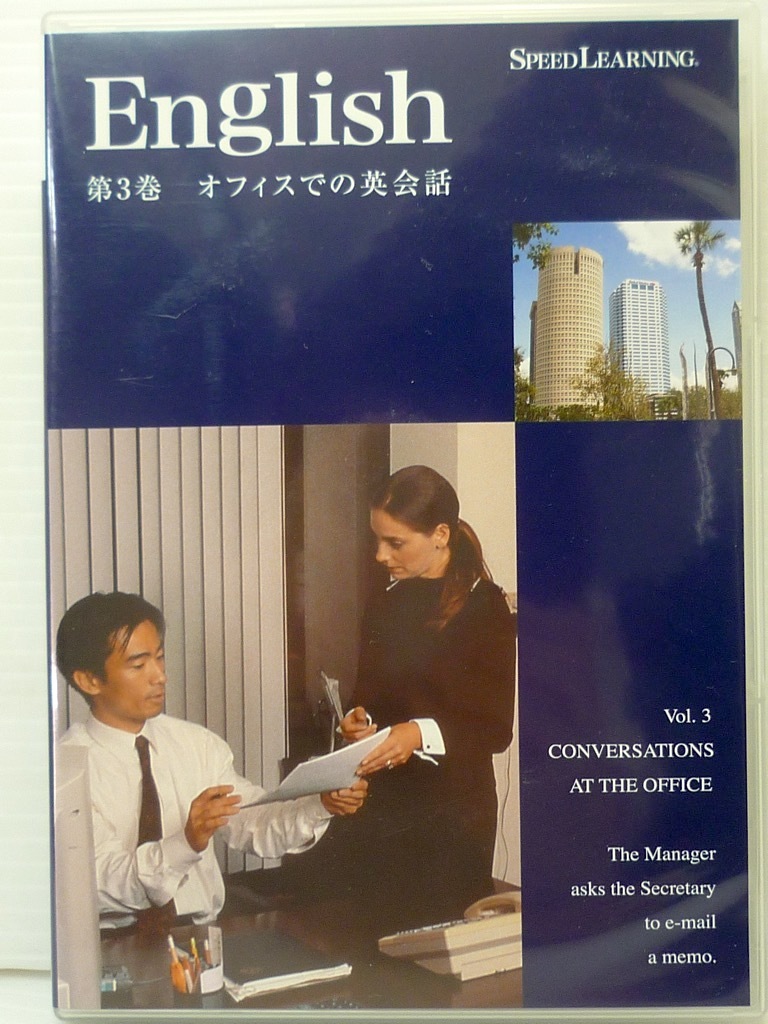 SPEEDLEARNING®
English
第3巻 オフィスでの英会話
Vol. 3
CONVERSATIONS
AT THE OFFICE
The Manager
asks the Secretary
to e-mail
a memo.